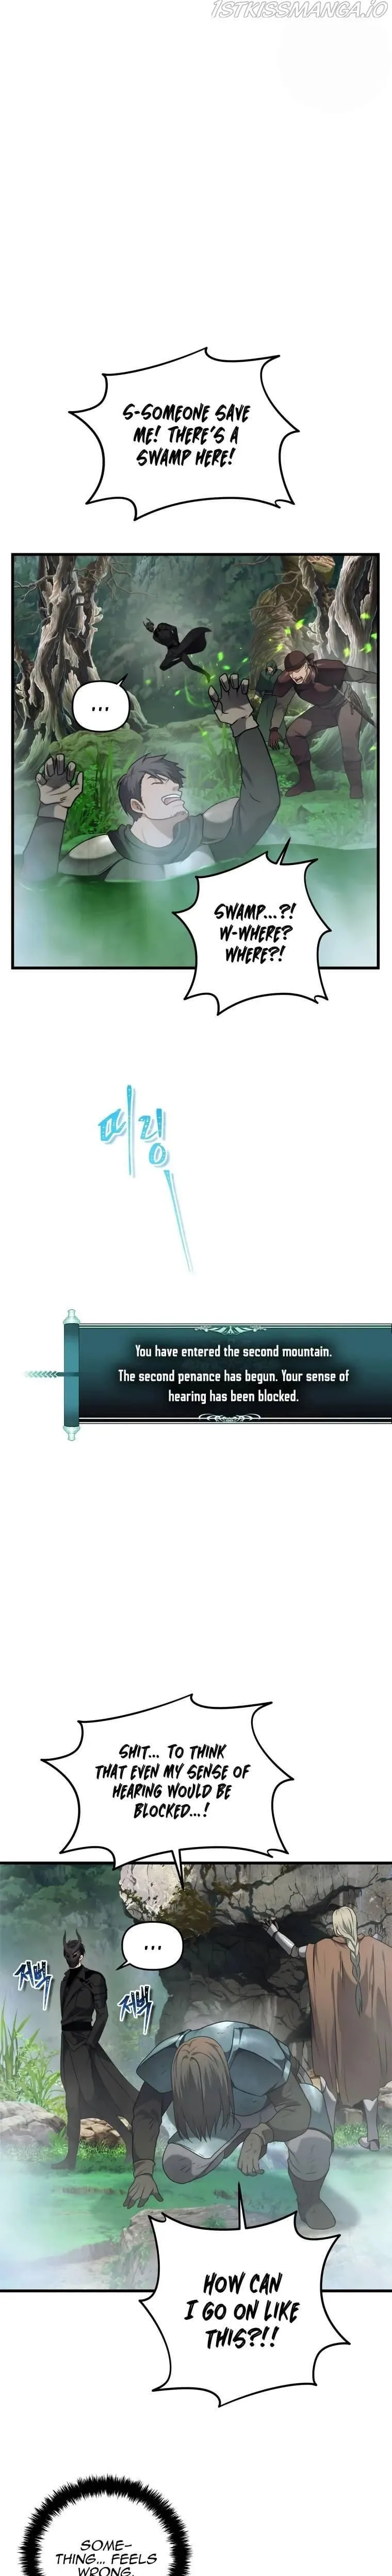 1STKISSMANGA.IO
S-SOMEONE SAVE
ME! THERE'S A
SWAMP HERE!
...
SWAMP...?!
W-WHERE?
WHERE?!
띠링
You have entered the second mountain.
The second penance has begun. Your sense of
hearing has been blocked.
SHIT... TO THINK
THAT EVEN MY SENSE OF
HEARING WOULD BE
BLOCKED...!
...
저벅
저벅
HOW CAN
I GO ON LIKE
THIS?!!
SOME-
THING... FEELS
WRONG.